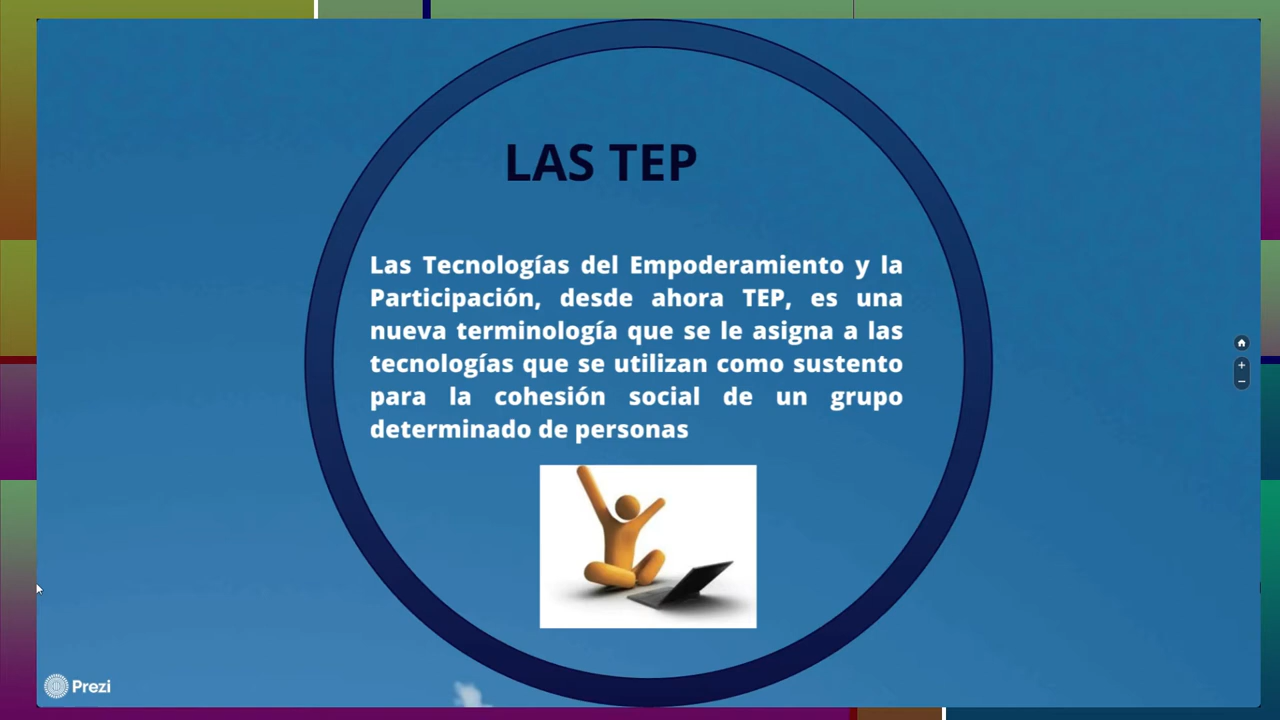 LAS TEP
Las Tecnologías del Empoderamiento y la
Participación, desde ahora TEP, es una
nueva terminología que se le asigna a las
tecnologías que se utilizan como sustento
para la cohesión social de un grupo
determinado de personas
Prezi